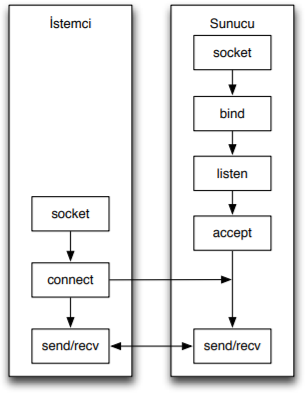 İstemci
socket
connect
send/recv
Sunucu
socket
bind
listen
accept
send/recv